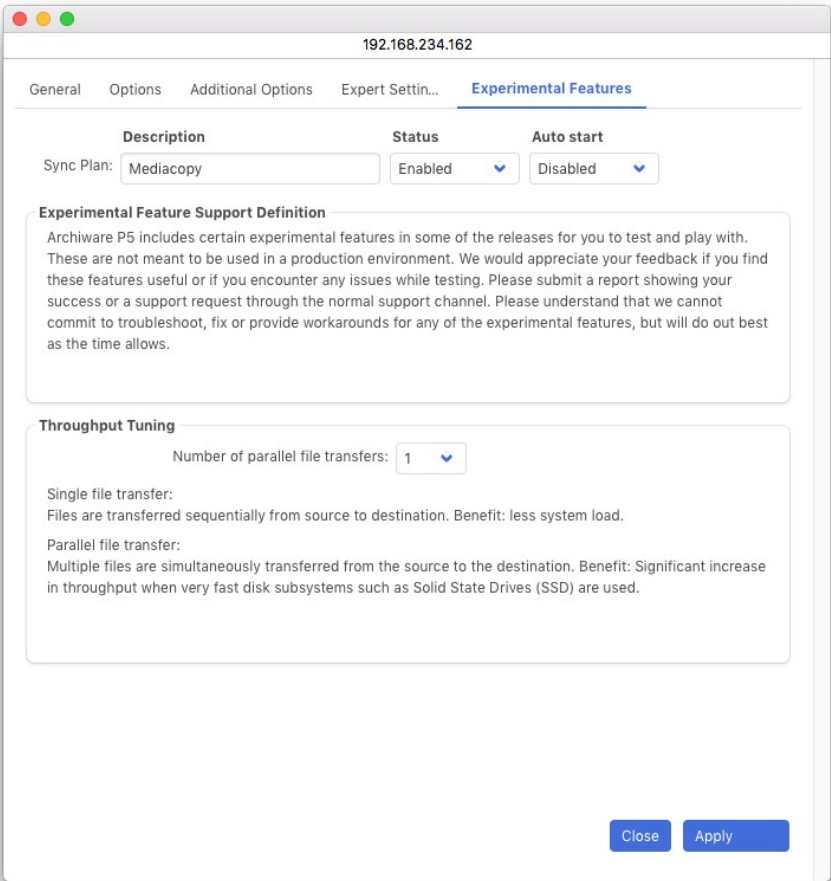 192.168.234.162
General Options Additional Options Expert Settin... Experimental Features
Description Status Auto start
Sync Plan: Mediacopy Enabled Disabled
Experimental Feature Support Definition
Archiware P5 includes certain experimental features in some of the releases for you to test and play with.
These are not meant to be used in a production environment. We would appreciate your feedback if you find
these features useful or if you encounter any issues while testing. Please submit a report showing your
success or a support request through the normal support channel. Please understand that we cannot
commit to troubleshoot, fix or provide workarounds for any of the experimental features, but will do out best
as the time allows.
Throughput Tuning
Number of parallel file transfers: 1
Single file transfer:
Files are transferred sequentially from source to destination. Benefit: less system load.
Parallel file transfer:
Multiple files are simultaneously transferred from the source to the destination. Benefit: Significant increase
in throughput when very fast disk subsystems such as Solid State Drives (SSD) are used.
Close Apply